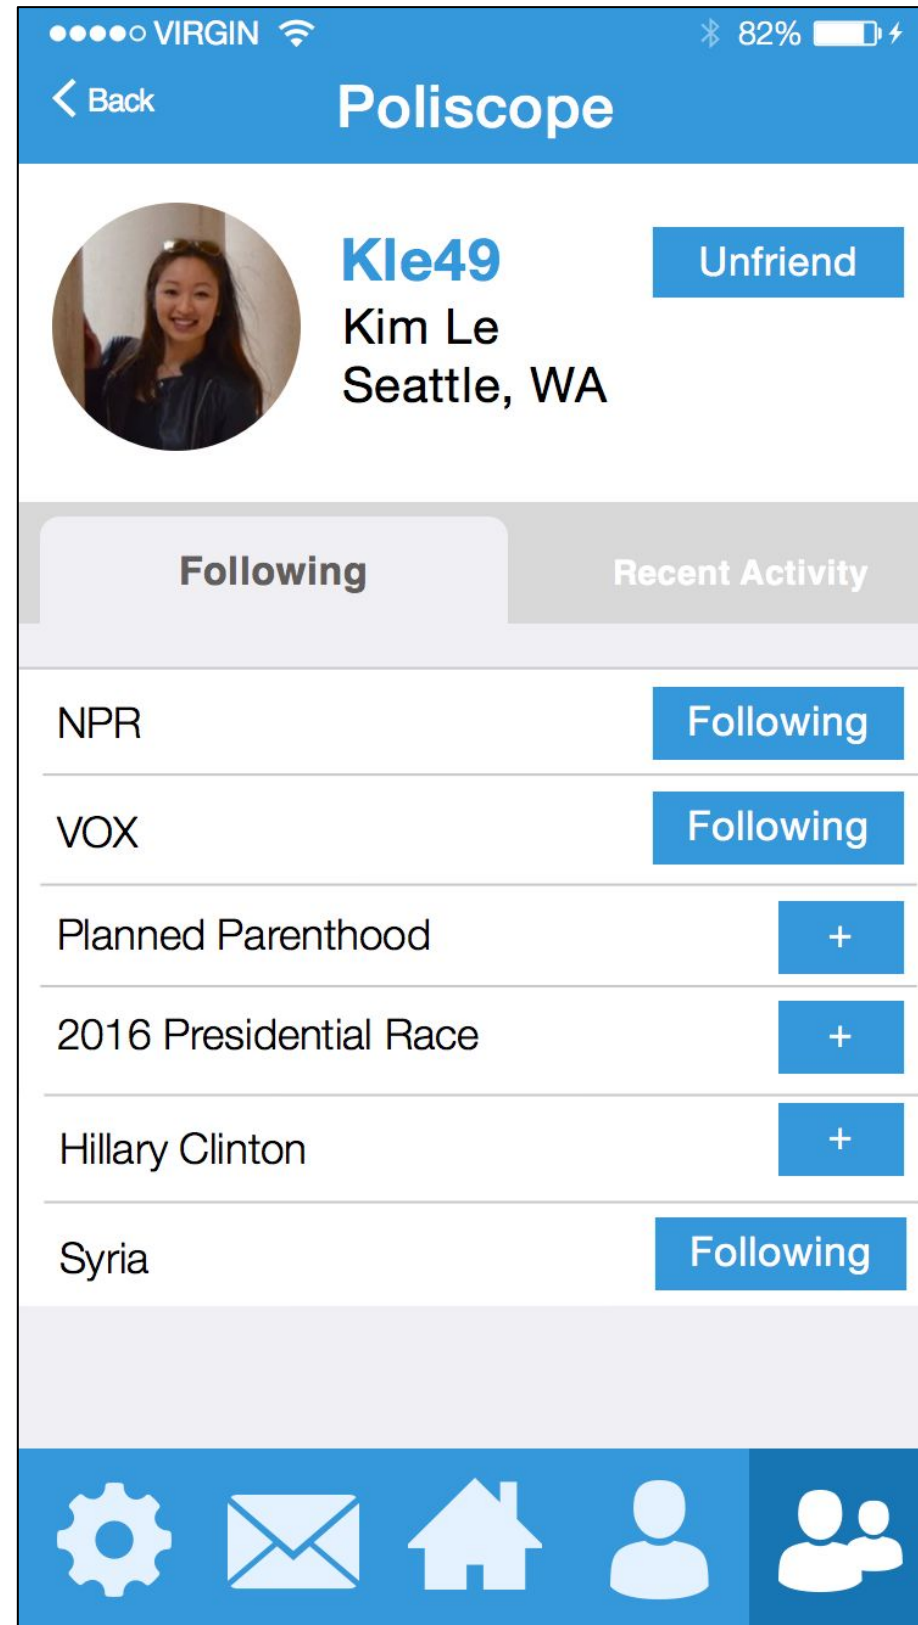 VIRGIN 82%
Back Poliscope
Kle49 Unfriend
Kim Le
Seattle, WA
Following Recent Activity
NPR Following
VOX Following
Planned Parenthood +
2016 Presidential Race +
Hillary Clinton +
Syria Following